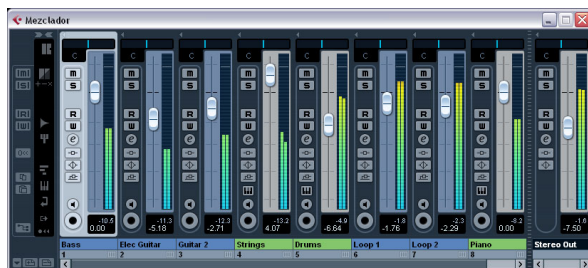 Mezclador
C C C C C C C C
m m m m m m m m
S S S S S S S S
R R R R R R R R
W W W W W W W W
e e e e e e e e
-10.5 -11.3 -12.3 -13.2 -4.9 -1.8 -2.3 -8.2 -1.6
0.00 -5.18 -2.71 4.07 -6.64 -1.76 -2.29 0.00 -7.50
Bass Elec Guitar Guitar 2 Strings Drums Loop 1 Loop 2 Piano Stereo Out
1 2 3 4 5 6 7 8